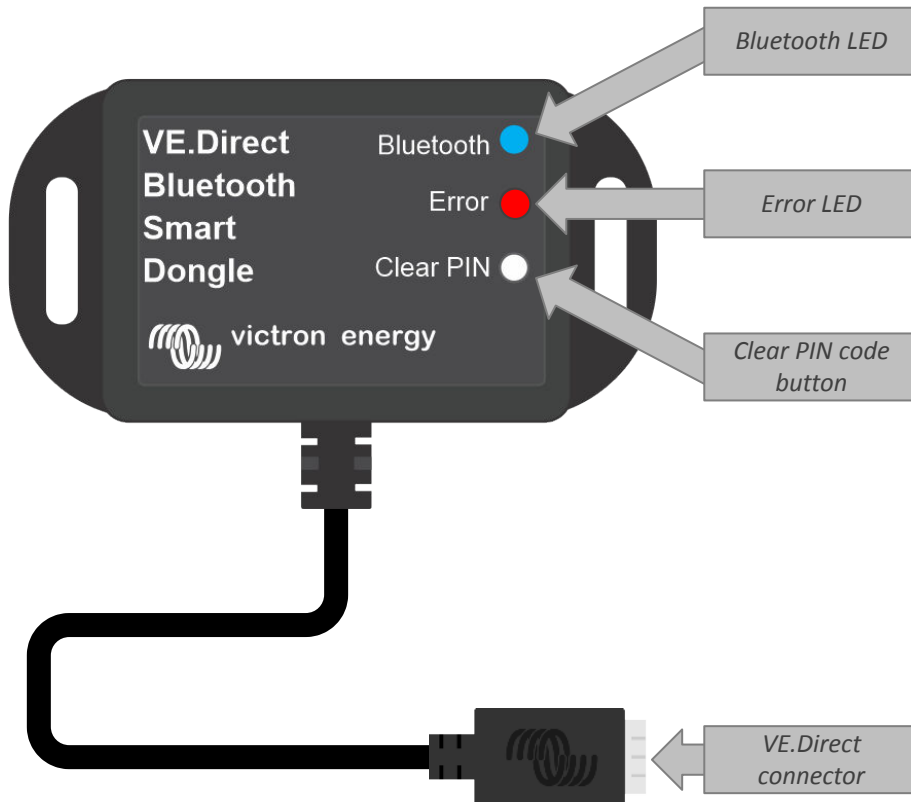 Bluetooth LED
VE.Direct
Bluetooth
Smart
Dongle
Bluetooth
Error
Clear PIN
victron energy
Error LED
Clear PIN code
button
VE.Direct
connector